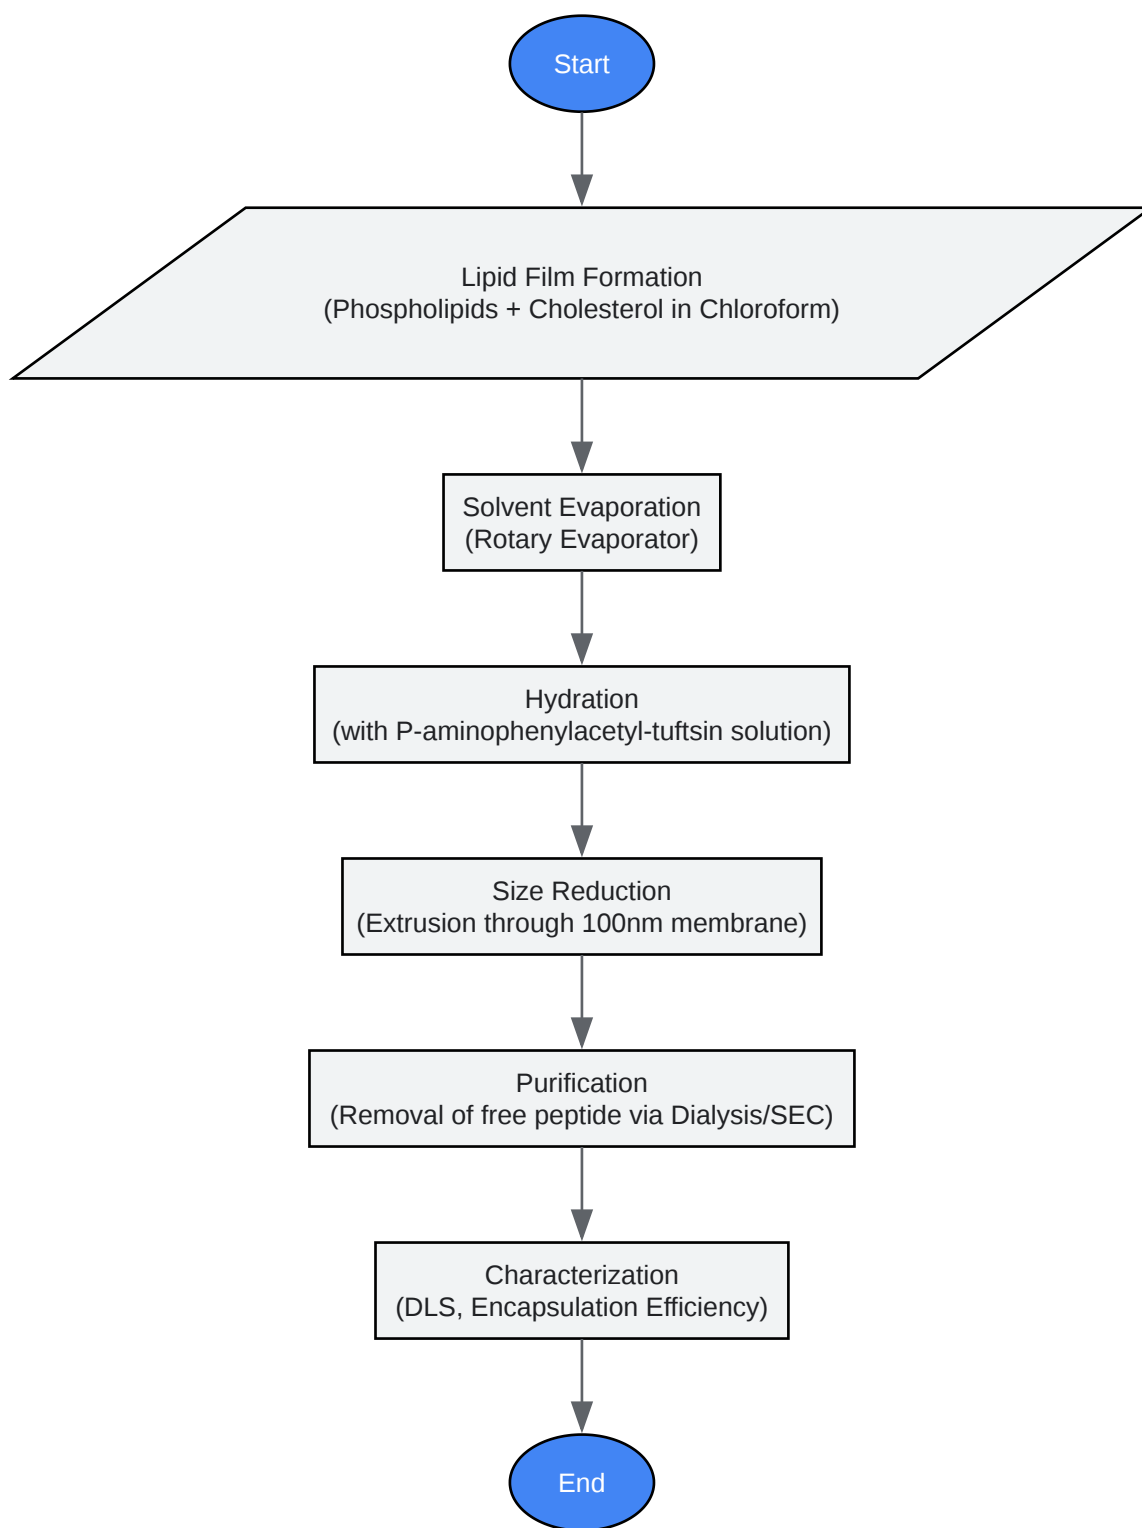 Start
Lipid Film Formation
(Phospholipids + Cholesterol in Chloroform)
Solvent Evaporation
(Rotary Evaporator)
Hydration
(with P-aminophenylacetyl-tuftsin solution)
Size Reduction
(Extrusion through 100nm membrane)
Purification
(Removal of free peptide via Dialysis/SEC)
Characterization
(DLS, Encapsulation Efficiency)
End